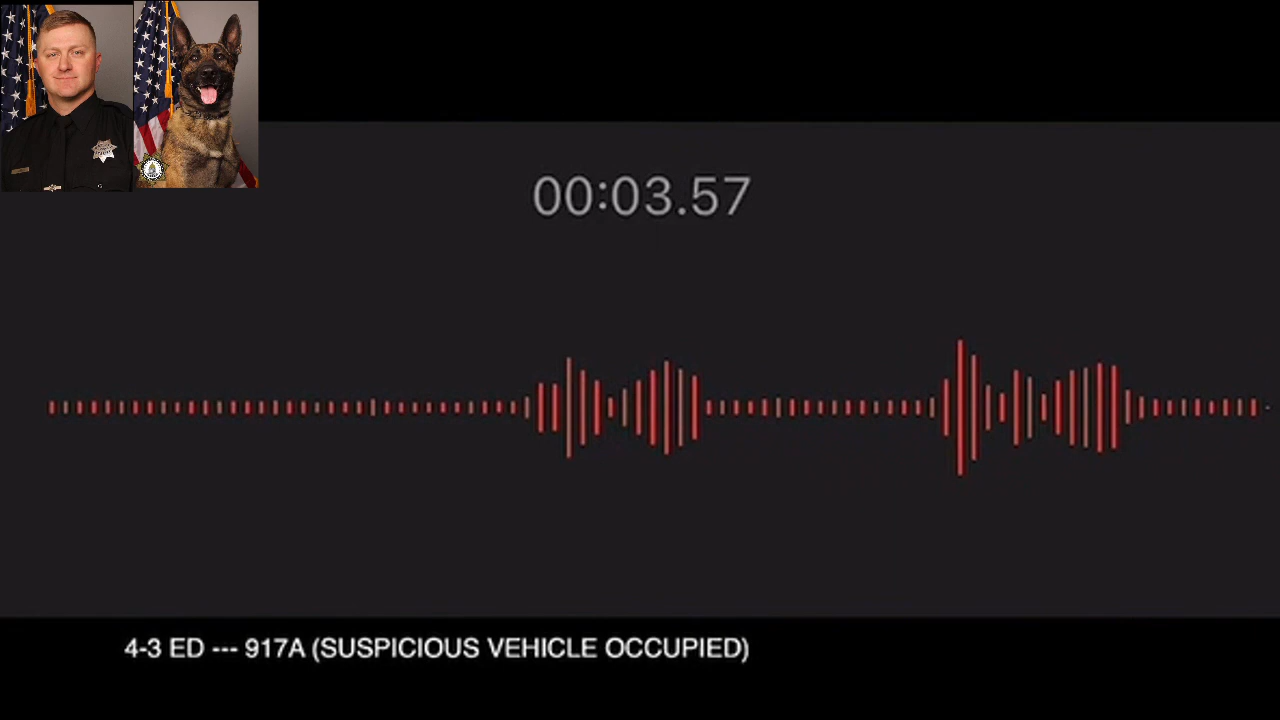 00:03.57
4-3 ED --- 917A (SUSPICIOUS VEHICLE OCCUPIED)